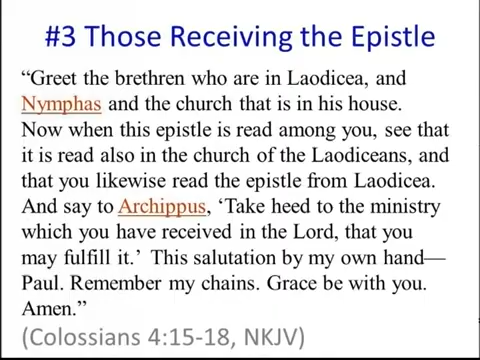 #3 Those Receiving the Epistle
“Greet the brethren who are in Laodicea, and
Nymphas and the church that is in his house.
Now when this epistle is read among you, see that
it is read also in the church of the Laodiceans, and
that you likewise read the epistle from Laodicea.
And say to Archippus, ‘Take heed to the ministry
which you have received in the Lord, that you
may fulfill it.’ This salutation by my own hand—
Paul. Remember my chains. Grace be with you.
Amen.”
(Colossians 4:15-18, NKJV)